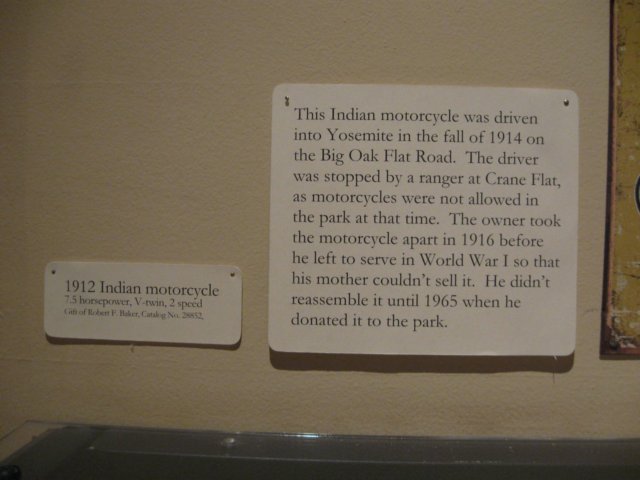 1912 Indian motorcycle
7.5 horsepower, V-twin, 2 speed
Gift of Robert F. Baker, Catalog No. 28852.
This Indian motorcycle was driven
into Yosemite in the fall of 1914 on
the Big Oak Flat Road.  The driver
was stopped by a ranger at Crane Flat,
as motorcycles were not allowed in
the park at that time.  The owner took
the motorcycle apart in 1916 before
he left to serve in World War I so that
his mother couldn't sell it.  He didn't
reassemble it until 1965 when he
donated it to the park.